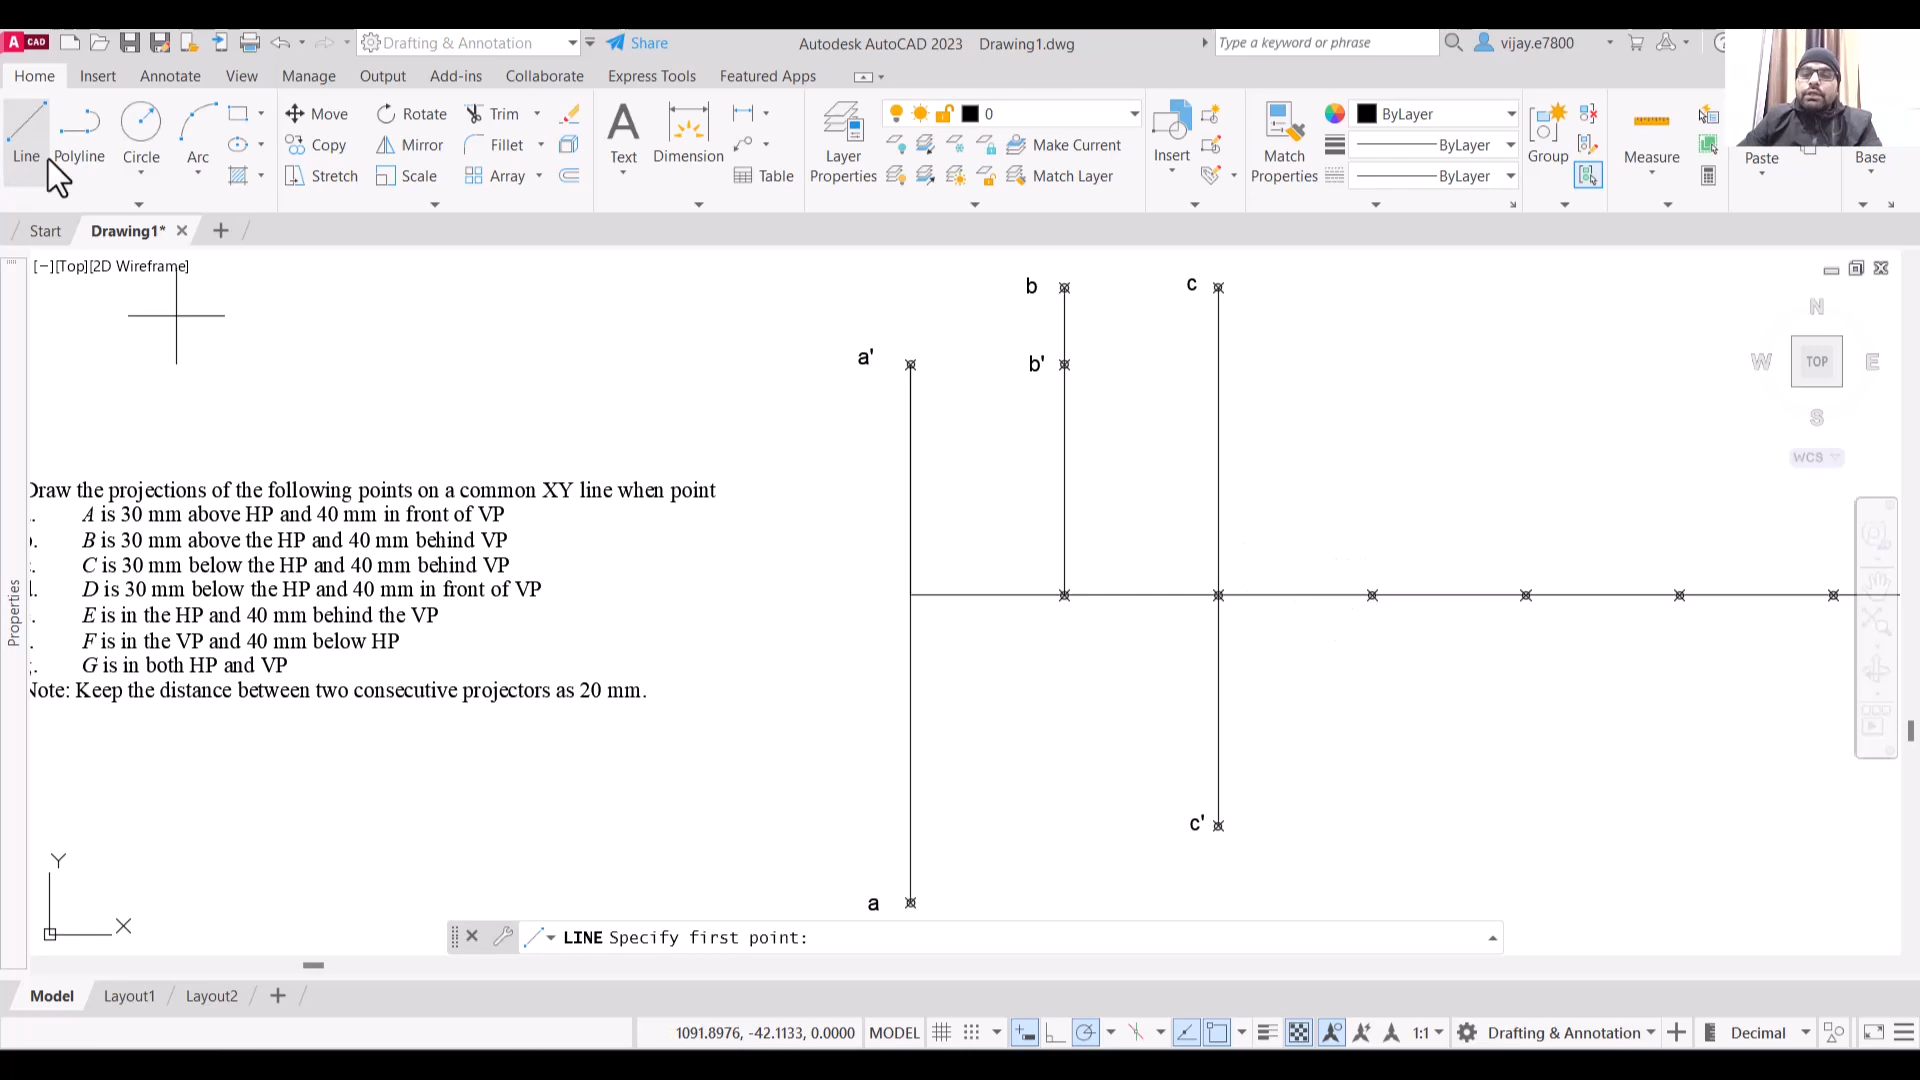 A CAD
Drafting & Annotation
Share
Autodesk AutoCAD 2023 Drawing1.dwg
Type a keyword or phrase
vijay.e7800
Home Insert Annotate View Manage Output Add-ins Collaborate Express Tools Featured Apps
Line Polyline Circle Arc
Move Rotate Trim
Copy Mirror Fillet
Stretch Scale Array
Text Dimension Table
Layer Properties
0
Make Current
Match Layer
Insert
Match Properties
ByLayer
ByLayer
ByLayer
Group
Measure
Paste
Base
Start Drawing1*
[−][Top][2D Wireframe]
b c
a' b'
N
W TOP E
S
WCS
Properties
Draw the projections of the following points on a common XY line when point
A is 30 mm above HP and 40 mm in front of VP
B is 30 mm above the HP and 40 mm behind VP
C is 30 mm below the HP and 40 mm behind VP
D is 30 mm below the HP and 40 mm in front of VP
E is in the HP and 40 mm behind the VP
F is in the VP and 40 mm below HP
G is in both HP and VP
Note: Keep the distance between two consecutive projectors as 20 mm.
c'
a
Y
X
LINE Specify first point:
Model Layout1 Layout2
1091.8976, -42.1133, 0.0000 MODEL 1:1 Drafting & Annotation Decimal